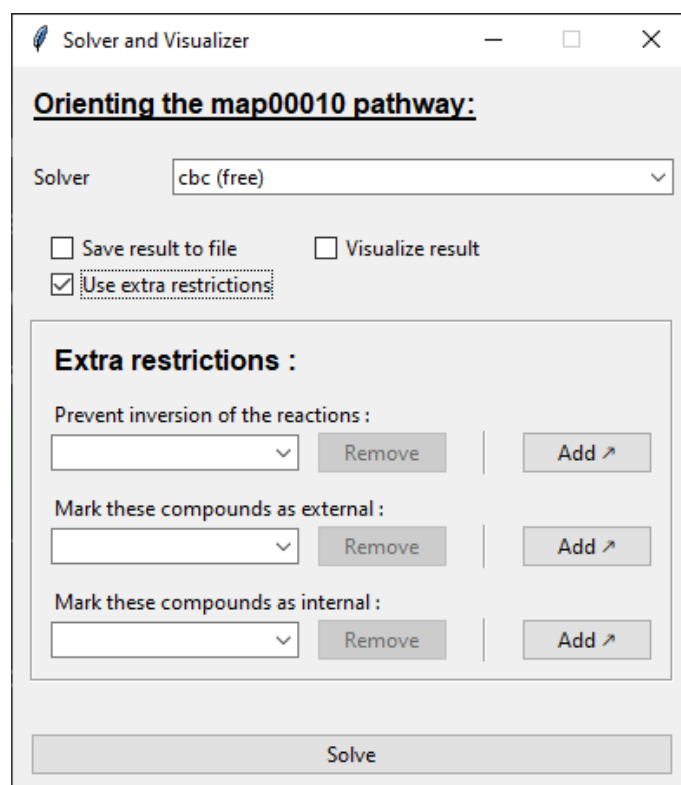 Solver and Visualizer
Orienting the map00010 pathway:
Solver cbc (free)
Save result to file Visualize result
Use extra restrictions
Extra restrictions :
Prevent inversion of the reactions :
Remove Add ↗
Mark these compounds as external :
Remove Add ↗
Mark these compounds as internal :
Remove Add ↗
Solve